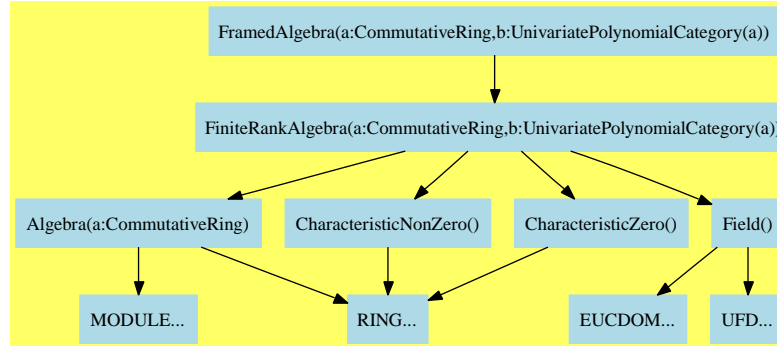 FramedAlgebra(a:CommutativeRing,b:UnivariatePolynomialCategory(a))
FiniteRankAlgebra(a:CommutativeRing,b:UnivariatePolynomialCategory(a))
Algebra(a:CommutativeRing)
CharacteristicNonZero()
CharacteristicZero()
Field()
MODULE...
RING...
EUCDOM...
UFD...